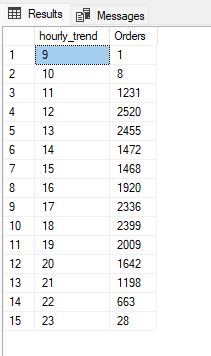 Results Messages
hourly_trend Orders
1 9 1
2 10 8
3 11 1231
4 12 2520
5 13 2455
6 14 1472
7 15 1468
8 16 1920
9 17 2336
10 18 2399
11 19 2009
12 20 1642
13 21 1198
14 22 663
15 23 28